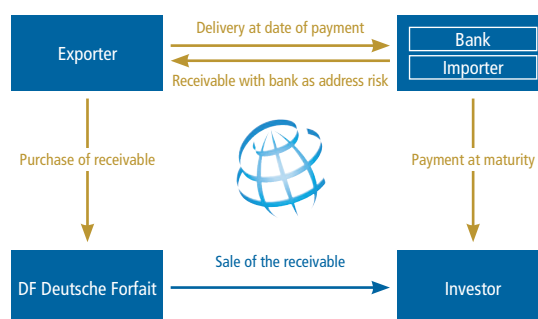 Delivery at date of payment
Exporter
Bank
Importer
Receivable with bank as address risk
Purchase of receivable
Payment at maturity
Sale of the receivable
DF Deutsche Forfait
Investor